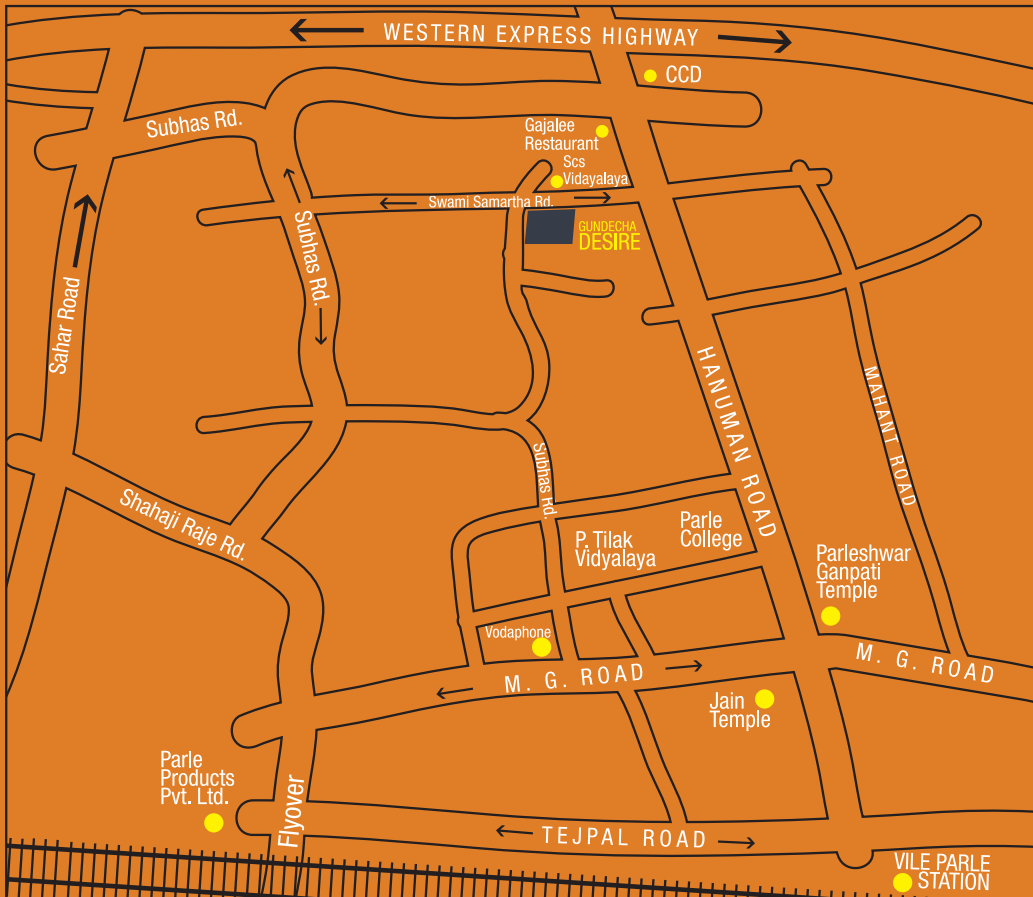 WESTERN EXPRESS HIGHWAY
CCD
Subhas Rd.
Gajalee
Restaurant
Scs
Vidayalaya
Swami Samartha Rd.
GUNDECHA
DESIRE
Subhas Rd.
Sahar Road
HANUMAN ROAD
MAHANT ROAD
Subhas Rd.
Shahaji Raje Rd.
P. Tilak
Vidyalaya
Parle
College
Parleshwar
Ganpati
Temple
Vodaphone
M. G. ROAD
M. G. ROAD
Jain
Temple
Parle
Products
Pvt. Ltd.
Flyover
TEJPAL ROAD
VILE PARLE
STATION